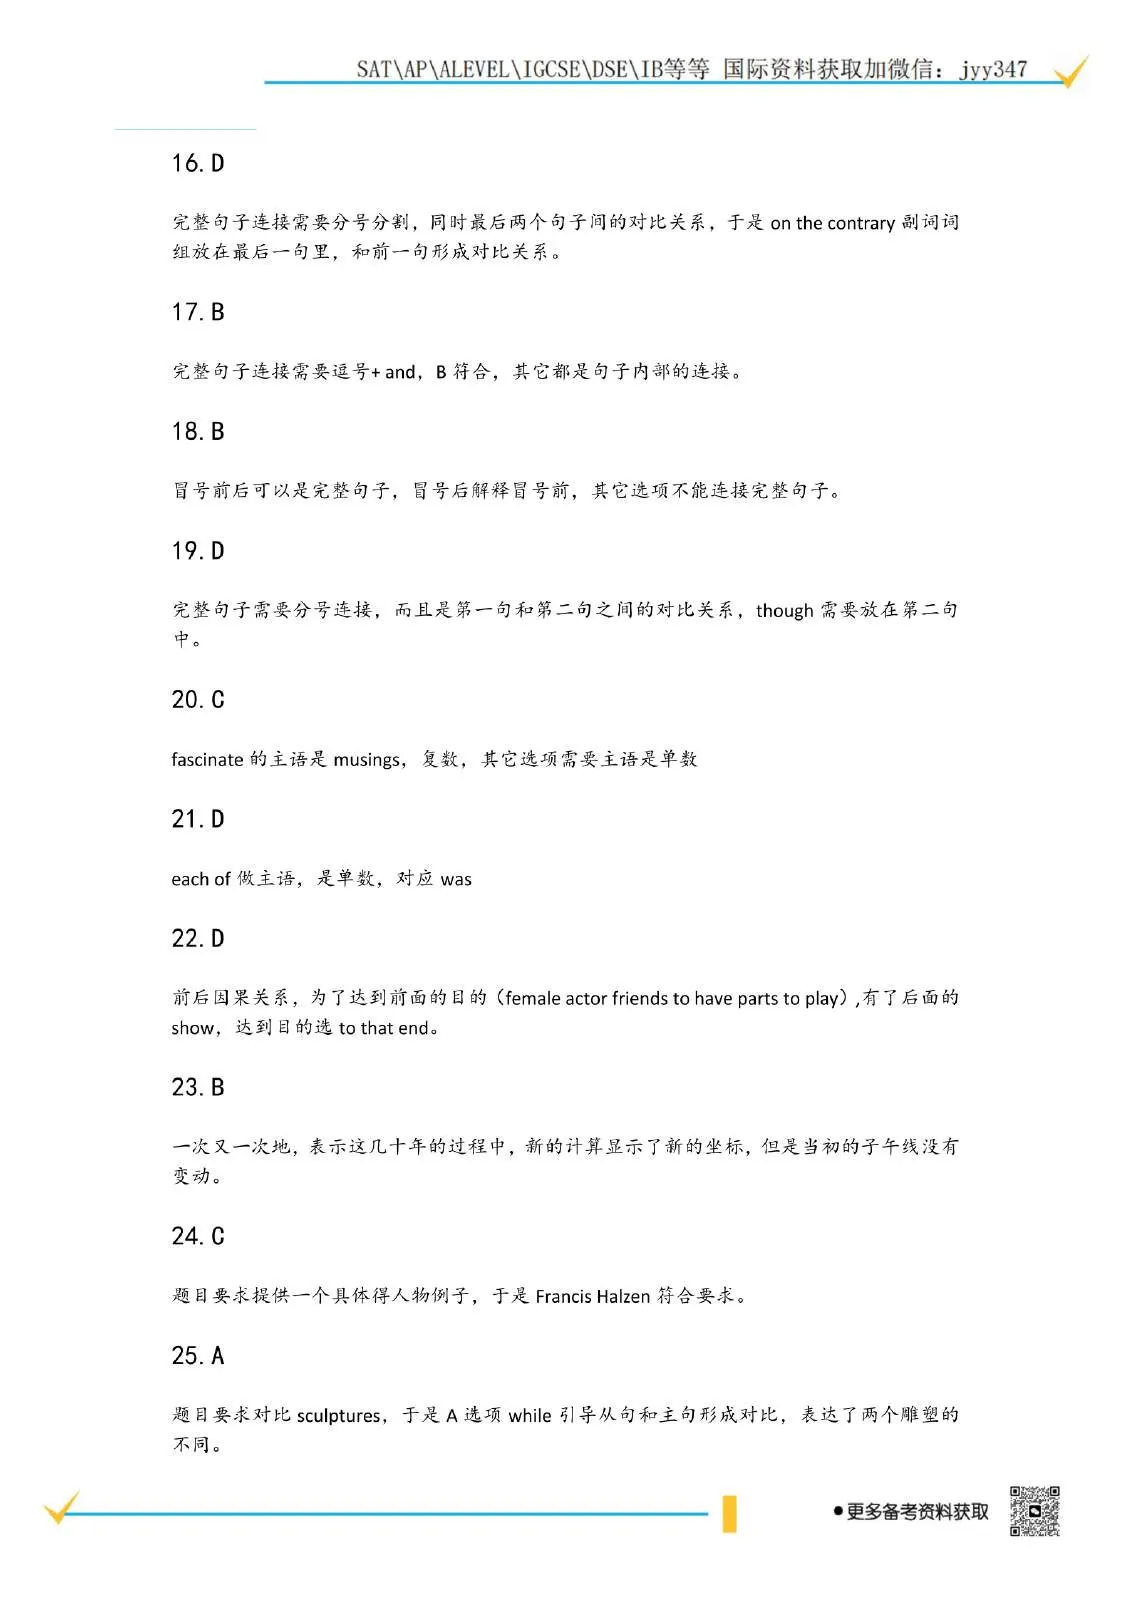 SAT\AP\ALEVEL\IGCSE\DSE\IB等等 国际资料获取加微信：jyy347
16. D
完整句子连接需要分号分割，同时最后两个句子间的对比关系，于是 on the contrary 副词词
组放在最后一句里，和前一句形成对比关系。
17. B
完整句子连接需要逗号+ and，B 符合，其它都是句子内部的连接。
18. B
冒号前后可以是完整句子，冒号后解释冒号前，其它选项不能连接完整句子。
19. D
完整句子需要分号连接，而且是第一句和第二句之间的对比关系，though 需要放在第二句
中。
20. C
fascinate 的主语是 musings，复数，其它选项需要主语是单数
21. D
each of 做主语，是单数，对应 was
22. D
前后因果关系，为了达到前面的目的（female actor friends to have parts to play）,有了后面的
show，达到目的选 to that end。
23. B
一次又一次地，表示这几十年的过程中，新的计算显示了新的坐标，但是当初的子午线没有
变动。
24. C
题目要求提供一个具体得人物例子，于是 Francis Halzen 符合要求。
25. A
题目要求对比 sculptures，于是 A 选项 while 引导从句和主句形成对比，表达了两个雕塑的
不同。
●更多备考资料获取